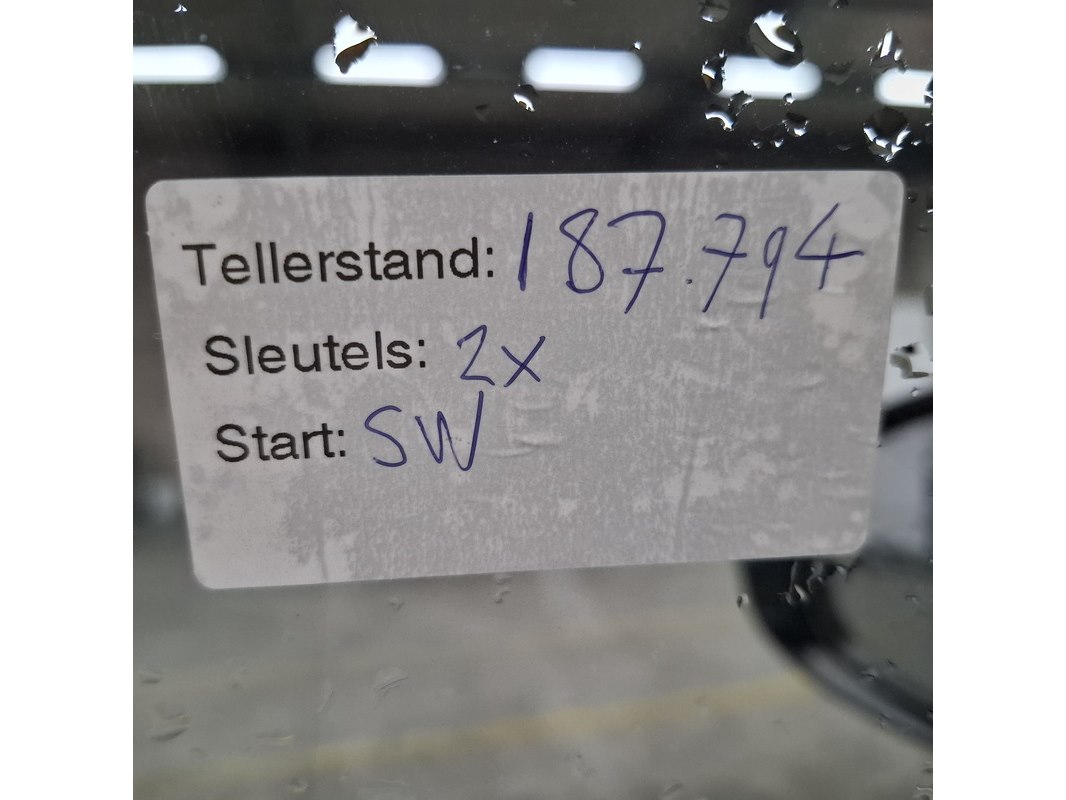 Tellerstand: 187.794
Sleutels: 2x
Start: SW